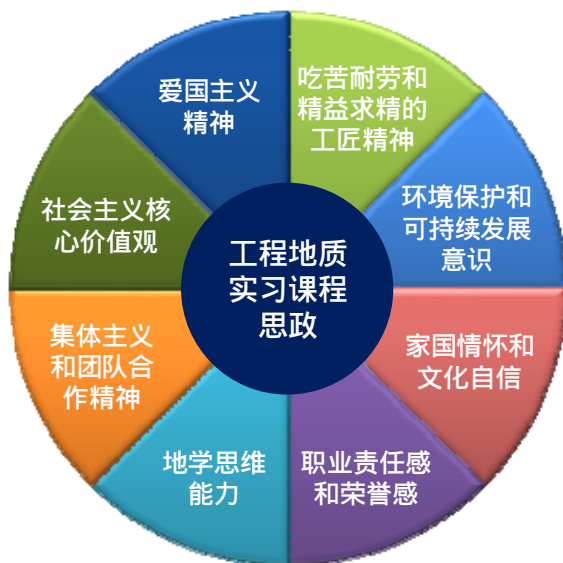 爱国主义
精神
吃苦耐劳和
精益求精的
工匠精神
环境保护和
可持续发展
意识
家国情怀和
文化自信
职业责任感
和荣誉感
地学思维
能力
集体主义
和团队合
作精神
社会主义核
心价值观
工程地质
实习课程
思政